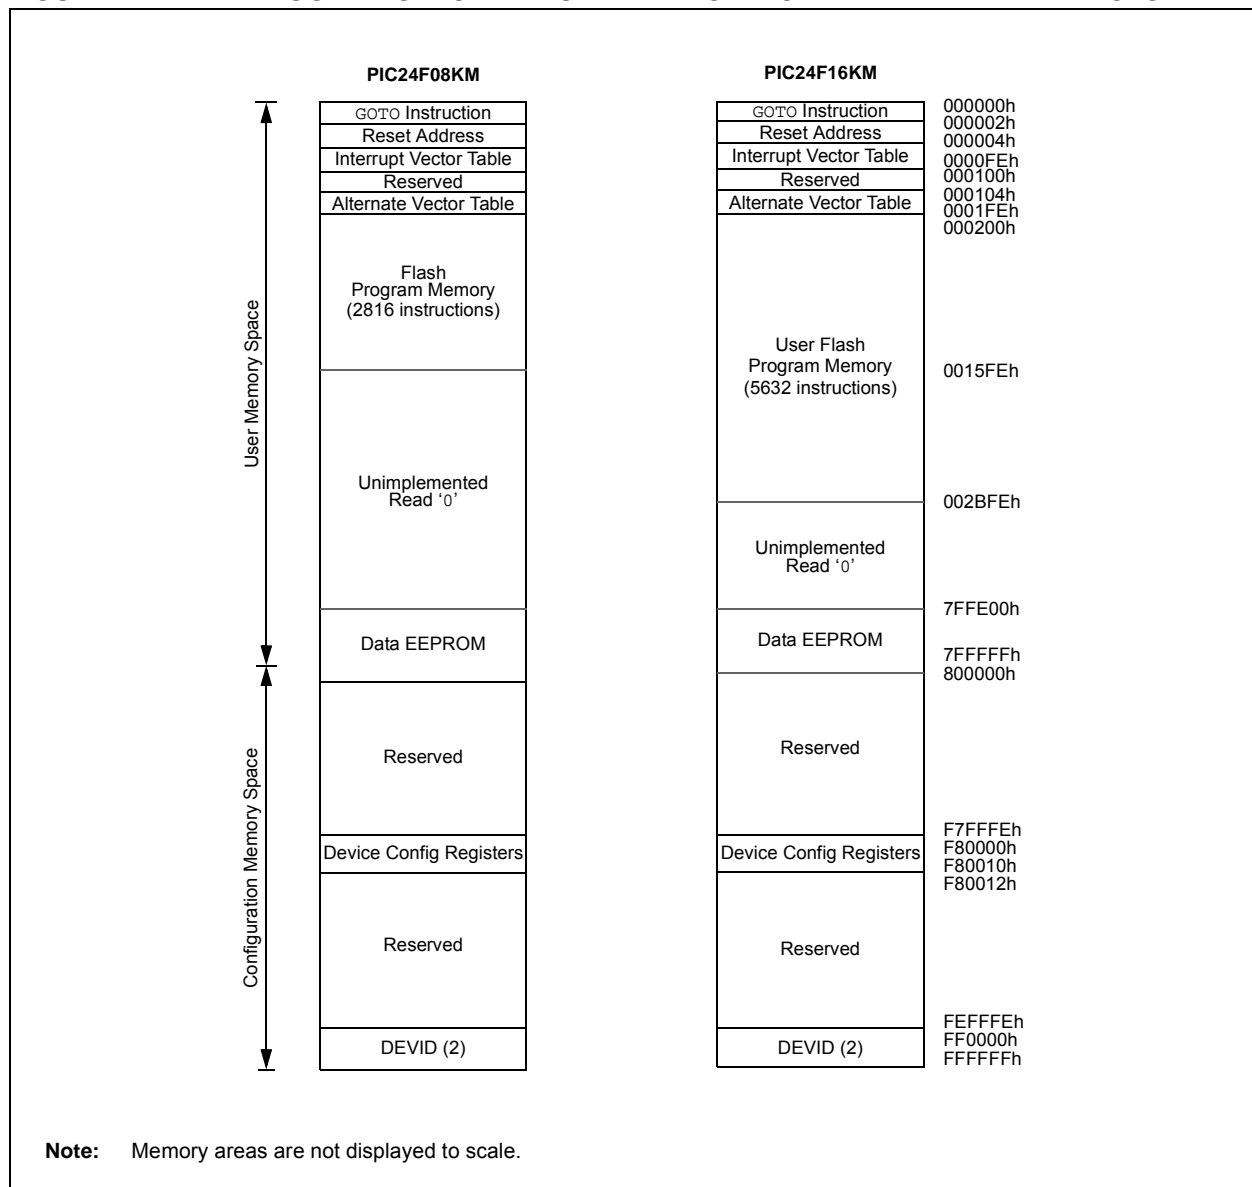 PIC24F08KM
GOTO Instruction
Reset Address
Interrupt Vector Table
Reserved
Alternate Vector Table
Flash
Program Memory
(2816 instructions)
Unimplemented
Read ‘0’
Data EEPROM
Reserved
Device Config Registers
Reserved
DEVID (2)
User Memory Space
Configuration Memory Space
PIC24F16KM
GOTO Instruction
Reset Address
Interrupt Vector Table
Reserved
Alternate Vector Table
User Flash
Program Memory
(5632 instructions)
Unimplemented
Read ‘0’
Data EEPROM
Reserved
Device Config Registers
Reserved
DEVID (2)
000000h
000002h
000004h
0000FEh
000100h
000104h
0001FEh
000200h
0015FEh
002BFEh
7FFE00h
7FFFFFh
800000h
F7FFFEh
F80000h
F80010h
F80012h
FEFFFEh
FF0000h
FFFFFFh
Note: Memory areas are not displayed to scale.